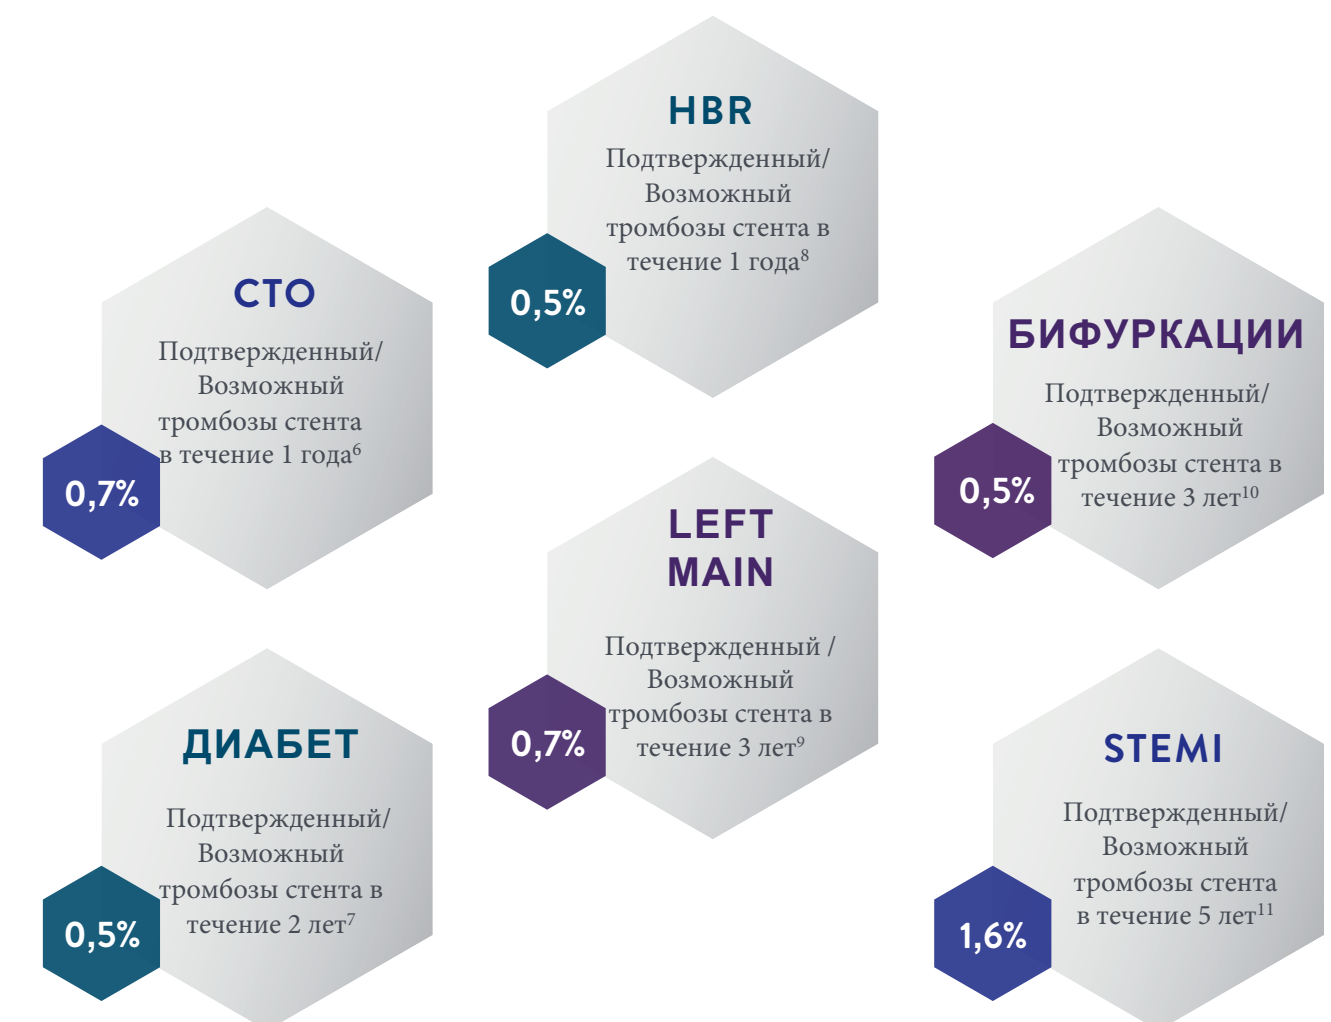 HBR
Подтвержденный/
Возможный
тромбозы стента в
течение 1 года⁸
0,5%
CTO
Подтвержденный/
Возможный
тромбозы стента
в течение 1 года⁶
0,7%
БИФУРКАЦИИ
Подтвержденный/
Возможный
тромбозы стента в
течение 3 лет¹⁰
0,5%
LEFT
MAIN
Подтвержденный /
Возможный
тромбозы стента в
течение 3 лет⁹
0,7%
ДИАБЕТ
Подтвержденный/
Возможный
тромбозы стента в
течение 2 лет⁷
0,5%
STEMI
Подтвержденный/
Возможный
тромбозы стента
в течение 5 лет¹¹
1,6%